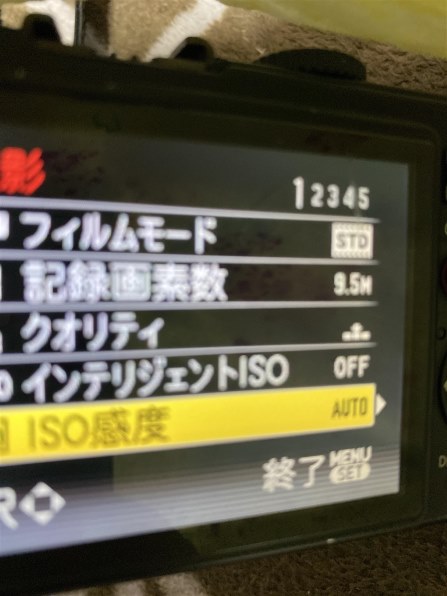 影
12345
フィルムモード STD
記録画素数 9.5M
クオリティ
インテリジェントISO OFF
ISO感度 AUTO
終了 MENU SET